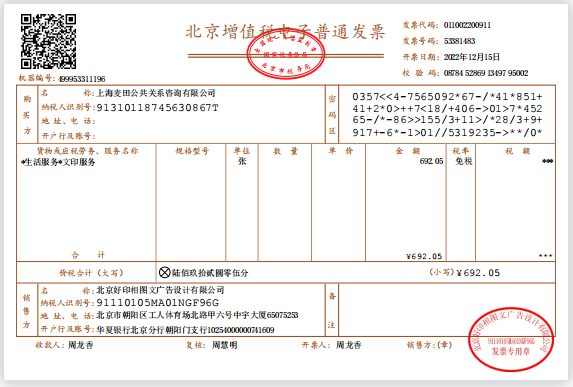 北京增值税电子普通发票
发票代码: 011002200911
发票号码: 53381483
开票日期: 2022年12月15日
校 验 码: 08784 52869 13497 95002
机器编号: 499953311196
购买方
名 称: 上海麦田公共关系咨询有限公司
纳税人识别号: 91310118745630867T
地 址、电 话:
开户行及账号:
密码区
0357<<4-7565092*67-/*41*851+
41+2*0>++7<18/+406->01>7*452
65-/*-86>>155/3+11>/*28/3+9+
917+-6*-1>01//5319235->**/0*
货物或应税劳务、服务名称 规格型号 单位 数 量 单 价 金 额 税率 税 额
*生活服务*文印服务 张 692.05 免税 ***
合 计 ¥692.05 ***
价税合计(大写) ⊗陆佰玖拾贰圆零伍分 (小写)¥692.05
销售方
名 称: 北京好印相图文广告设计有限公司
纳税人识别号: 91110105MA01NGF96G
地 址、电 话: 北京市朝阳区工人体育场北路甲六号中宇大厦65075253
开户行及账号: 华夏银行北京分行朝阳门支行10254000000741609
备注
收款人: 周龙香 复核: 周慧明 开票人: 周龙香 销售方:(章)
北京好印相图文广告设计有限公司
91110105MA01NGF96G
发票专用章